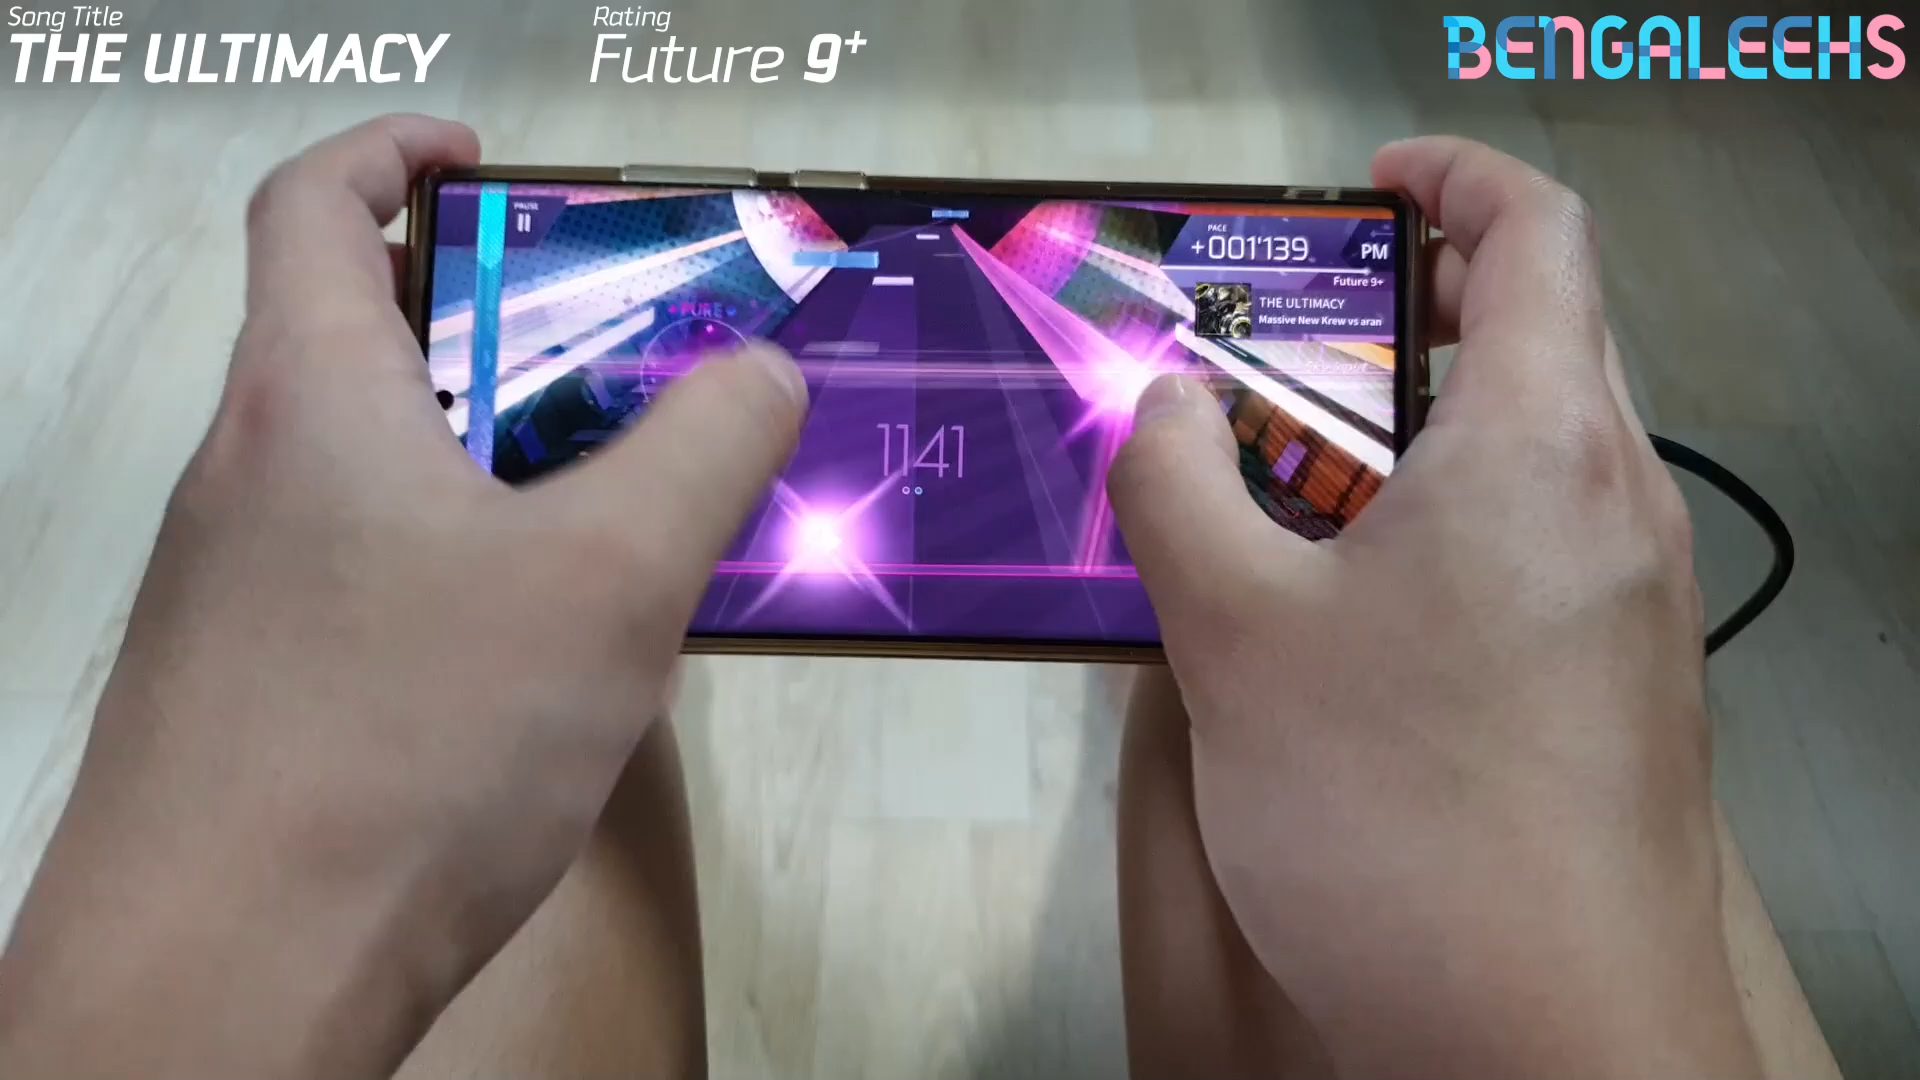 Song Title
THE ULTIMACY
Rating
Future 9+
BENGALEEHS
PAUSE
PACE
+001'139
PM
Future 9+
THE ULTIMACY
Massive New Krew vs aran
PURE
1141